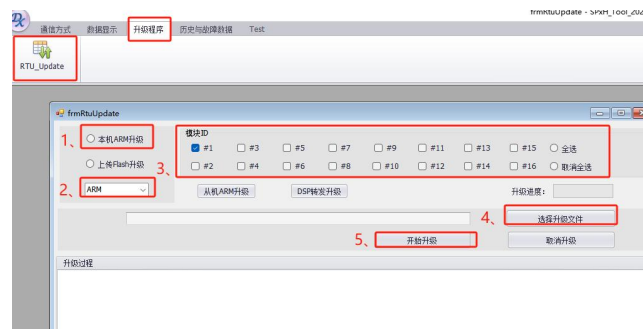 frmRtuUpdate - SPxH_Tool_202
通信方式 数据显示 升级程序 历史与故障数据 Test
RTU_Update
frmRtuUpdate
模块ID
1、 本机ARM升级 #1 #3 #5 #7 #9 #11 #13 #15 全选
上传Flash升级 3、 #2 #4 #6 #8 #10 #12 #14 #16 取消全选
2、 ARM 从机ARM升级 DSP转发升级 升级进度:
4、 选择升级文件
5、 开始升级 取消升级
升级过程